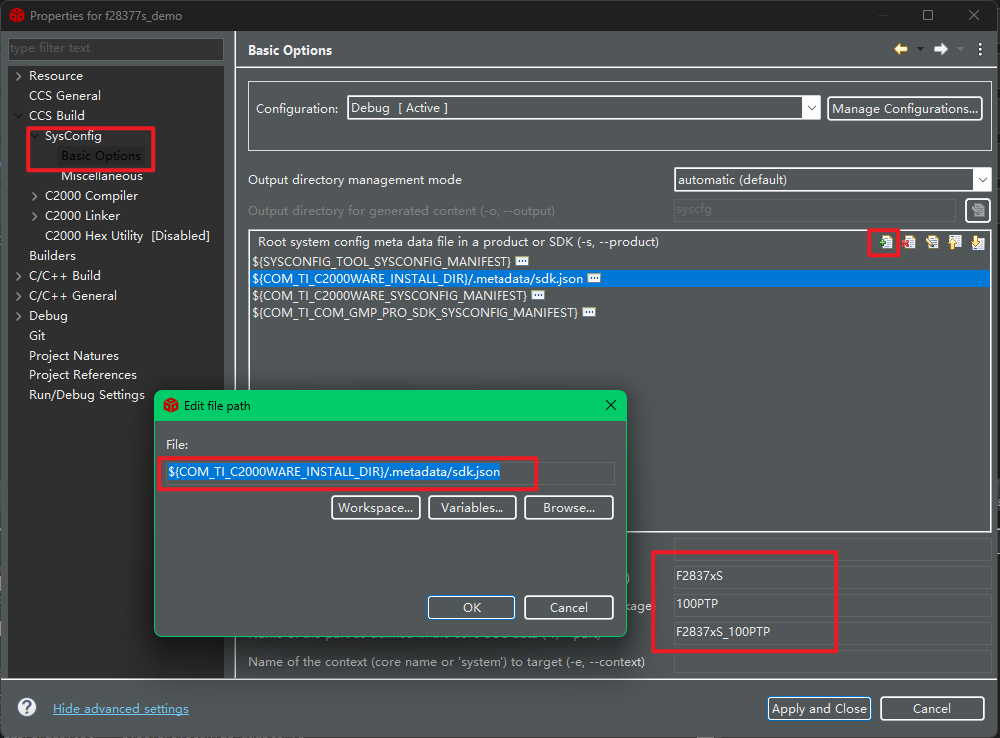 Properties for f28377s_demo
type filter text
Resource
CCS General
CCS Build
SysConfig
Basic Options
Miscellaneous
C2000 Compiler
C2000 Linker
C2000 Hex Utility [Disabled]
Builders
C/C++ Build
C/C++ General
Debug
Git
Project Natures
Project References
Run/Debug Settings
Basic Options
Configuration: Debug [ Active ] Manage Configurations...
Output directory management mode automatic (default)
Output directory for generated content (-o, --output) syscfg
Root system config meta data file in a product or SDK (-s, --product)
${SYSCONFIG_TOOL_SYSCONFIG_MANIFEST}
${COM_TI_C2000WARE_INSTALL_DIR}/.metadata/sdk.json
${COM_TI_C2000WARE_SYSCONFIG_MANIFEST}
${COM_TI_COM_GMP_PRO_SDK_SYSCONFIG_MANIFEST}
Edit file path
File:
${COM_TI_C2000WARE_INSTALL_DIR}/.metadata/sdk.json
Workspace... Variables... Browse...
OK Cancel
F2837xS
100PTP
F2837xS_100PTP
Name of the context (core name or 'system') to target (-e, --context)
Hide advanced settings
Apply and Close Cancel